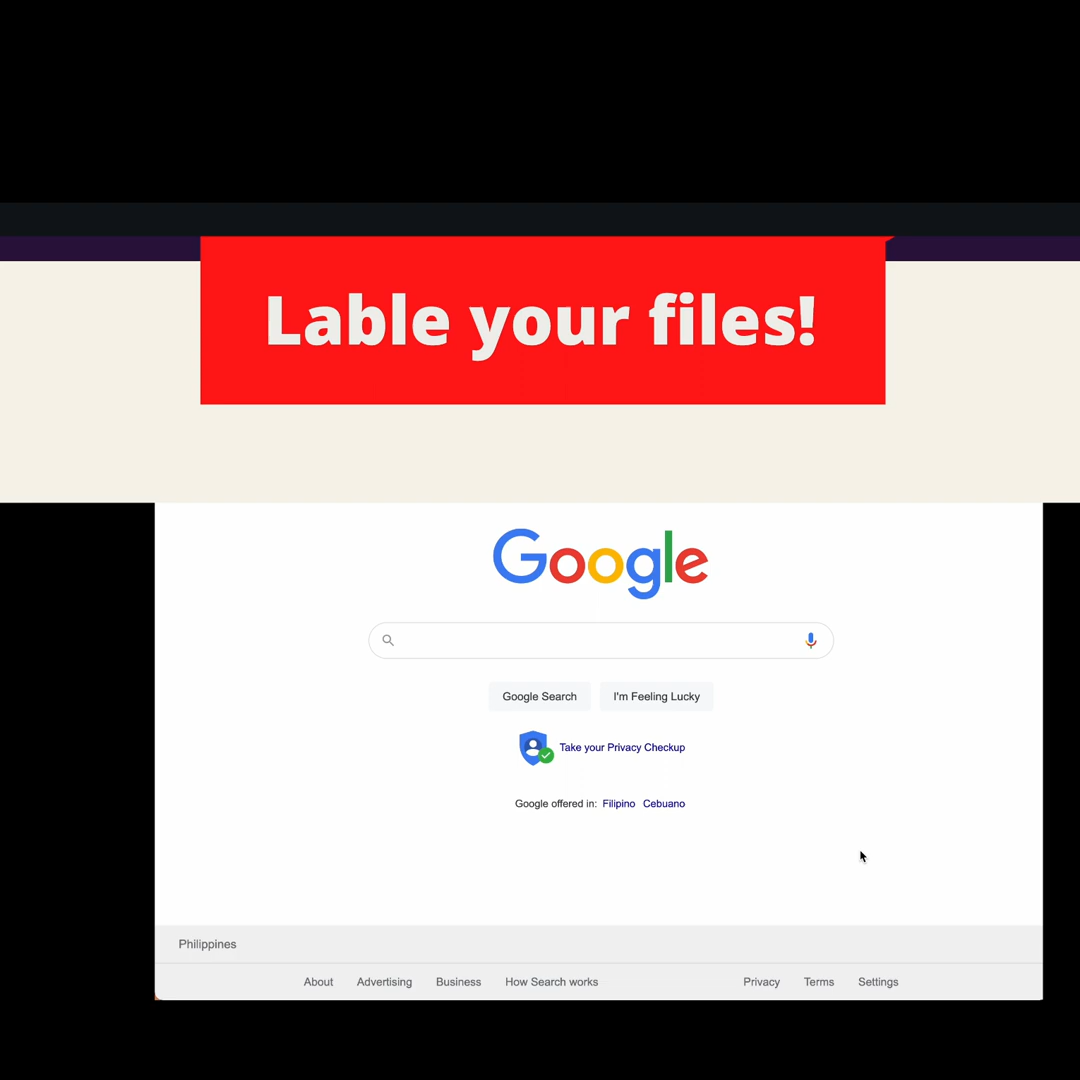 Lable your files!
Google
Google Search I'm Feeling Lucky
Take your Privacy Checkup
Google offered in: Filipino Cebuano
Philippines
About Advertising Business How Search works Privacy Terms Settings